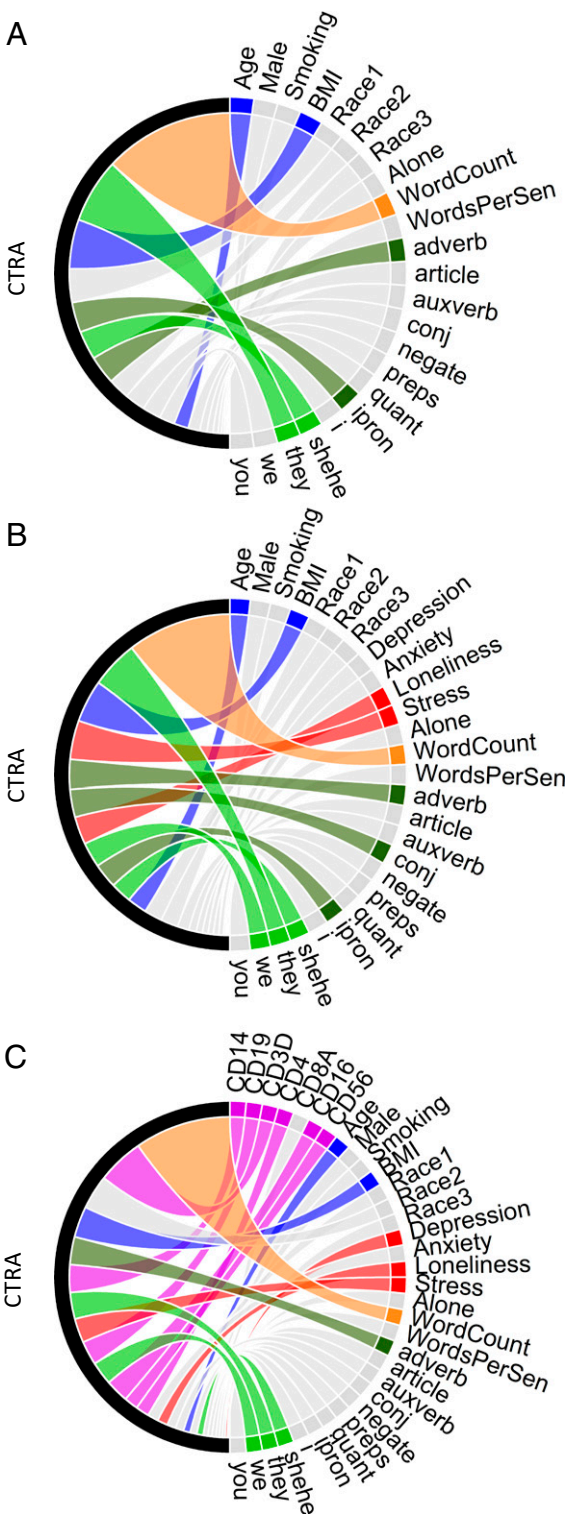 A
Age
Male
Smoking
BMI
Race1
Race2
Race3
Alone
WordCount
WordsPerSen
adverb
article
auxverb
conj
negate
preps
quant
ipron
i
shehe
they
we
you
CTRA
B
Age
Male
Smoking
BMI
Race1
Race2
Race3
Depression
Anxiety
Loneliness
Stress
Alone
WordCount
WordsPerSen
adverb
article
auxverb
conj
negate
preps
quant
ipron
i
shehe
they
we
you
CTRA
C
CD14
CD19
CD3D
CD4
CD8A
CD16
CD56
Age
Male
Smoking
BMI
Race1
Race2
Race3
Depression
Anxiety
Loneliness
Stress
Alone
WordCount
WordsPerSen
adverb
article
auxverb
conj
negate
preps
quant
ipron
i
shehe
they
we
you
CTRA